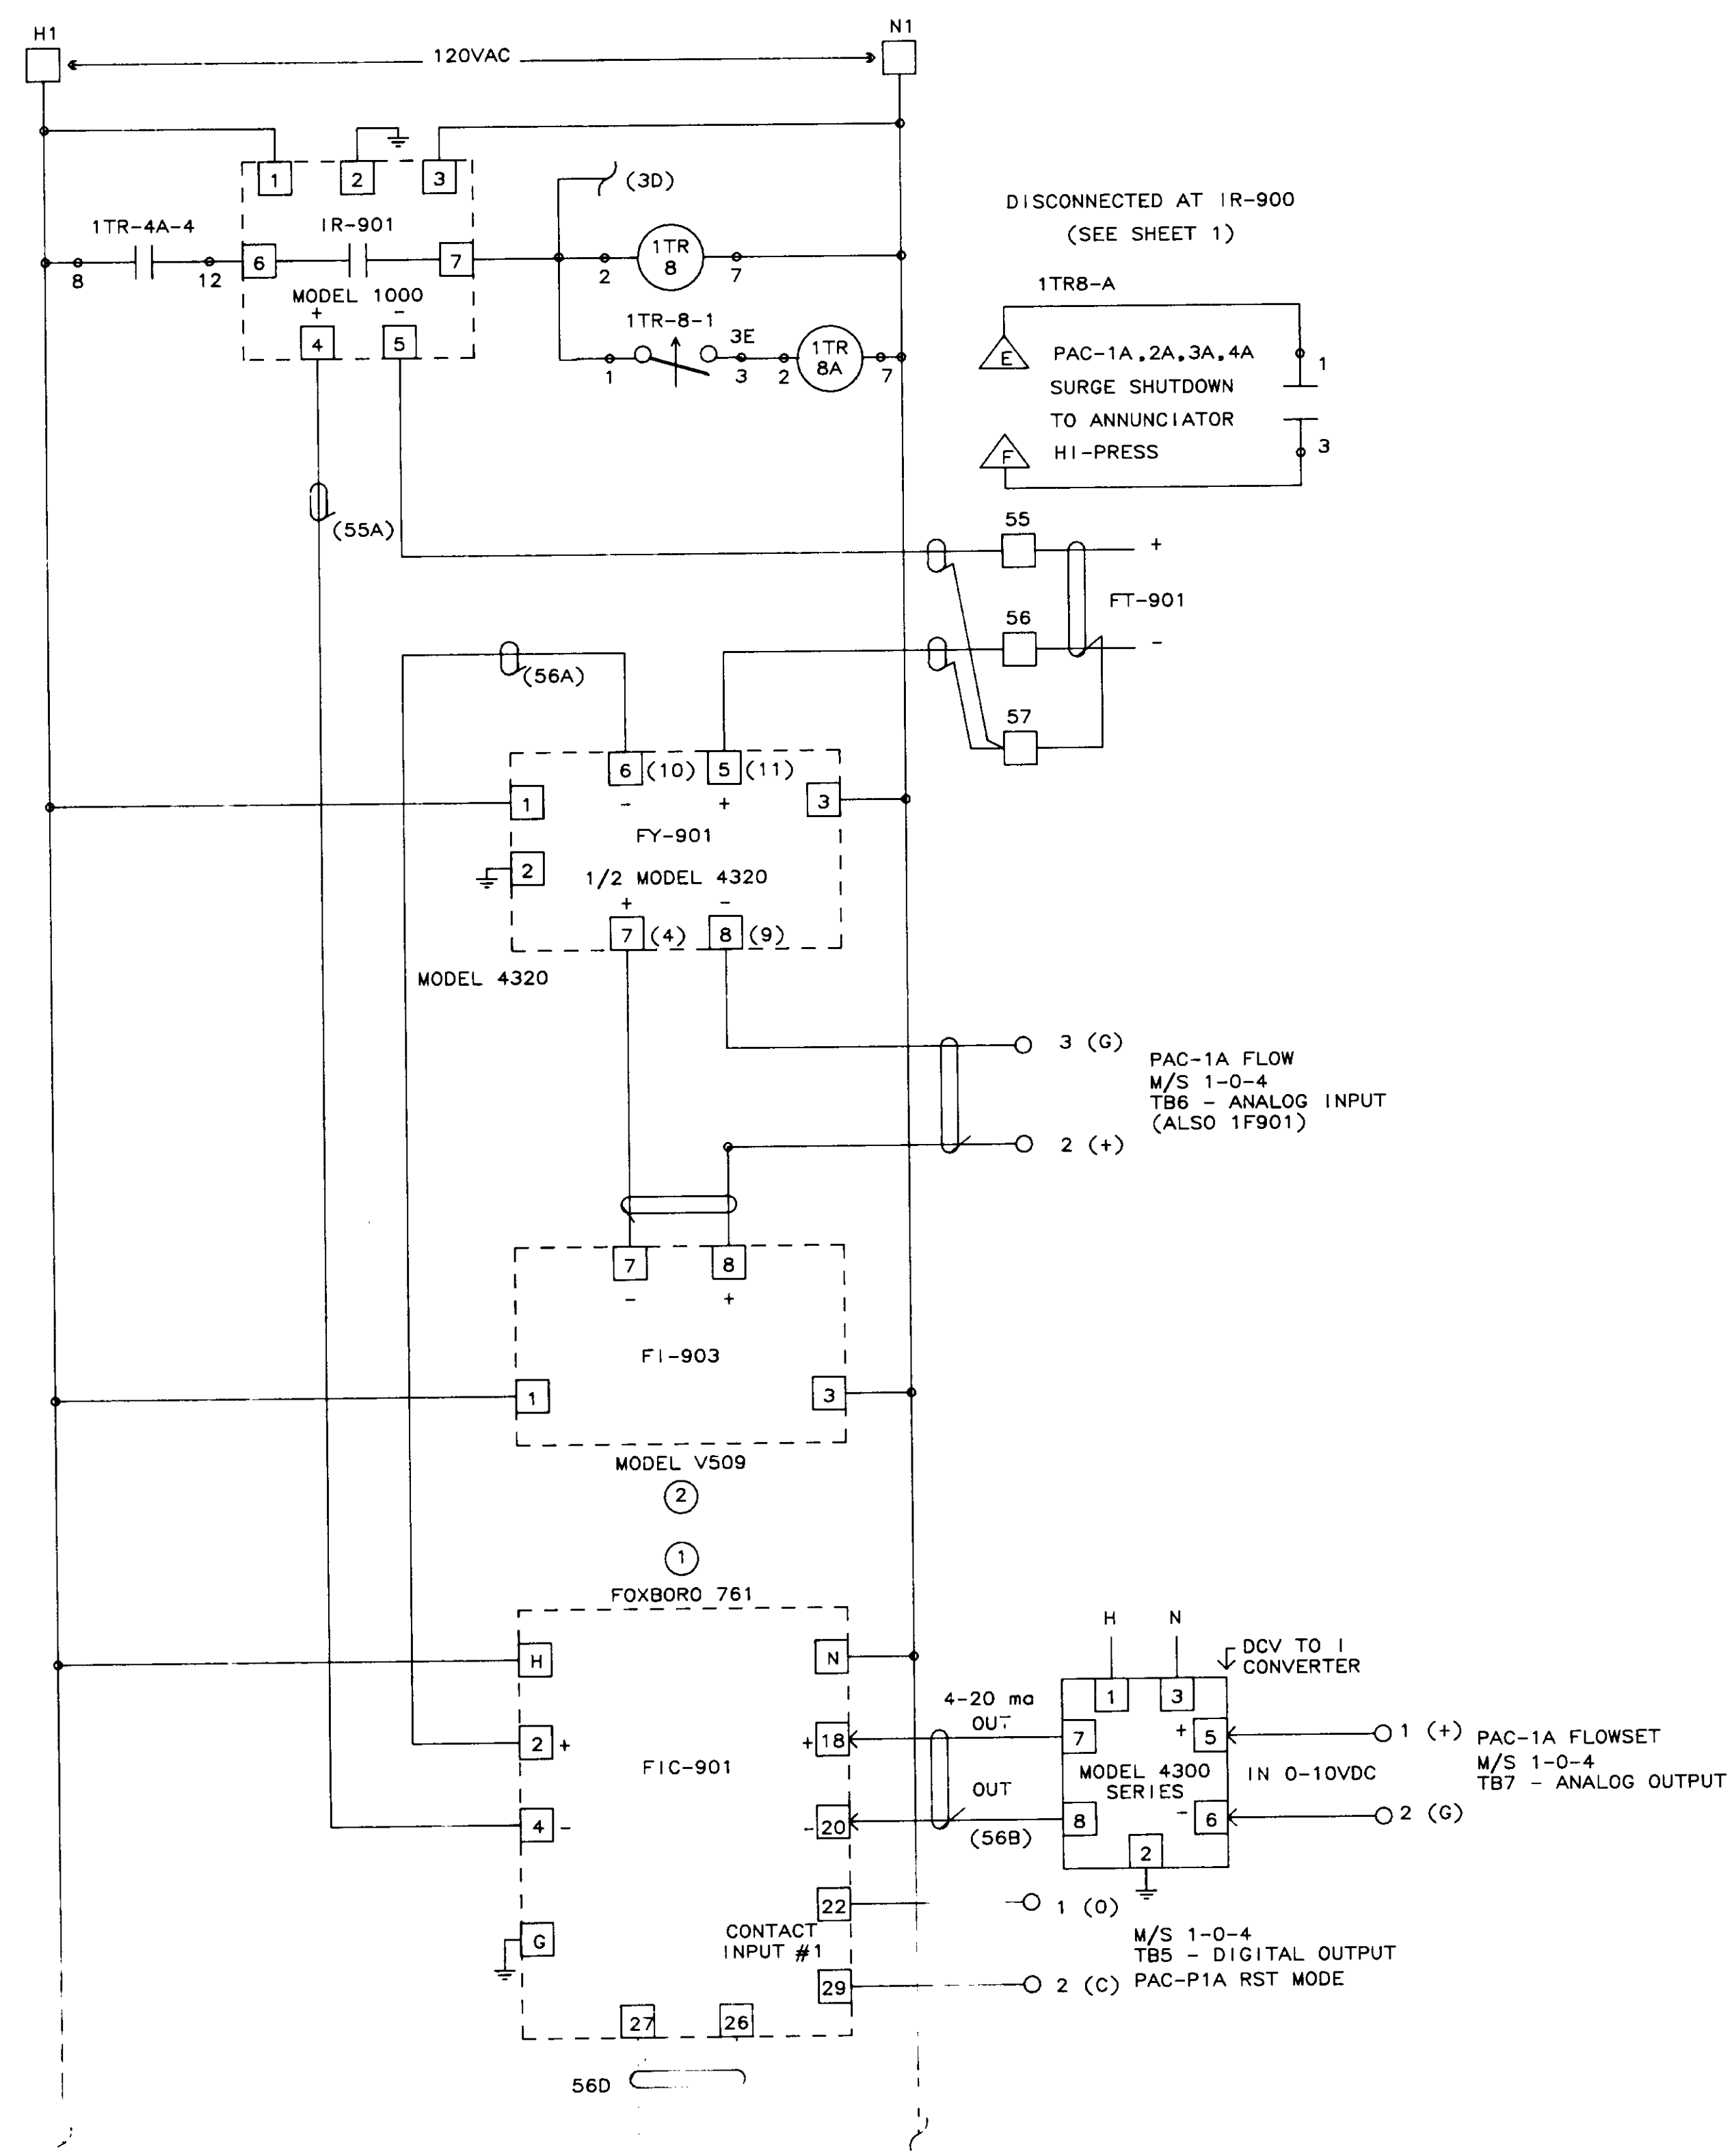 H1
N1
120VAC
1
2
3
(3D)
DISCONNECTED AT IR-900
(SEE SHEET 1)
1TR-4A-4
IR-901
1TR
8
8
12
6
7
2
7
MODEL 1000
+
-
4
5
1TR-8-1
3E
1TR
8A
1
3
2
7
1TR8-A
E
PAC-1A,2A,3A,4A
SURGE SHUTDOWN
TO ANNUNCIATOR
HI-PRESS
F
1
3
(55A)
55
+
FT-901
56
-
57
(56A)
6
(10)
5
(11)
-
+
1
3
FY-901
2
1/2 MODEL 4320
+
-
7
(4)
8
(9)
MODEL 4320
3 (G)
PAC-1A FLOW
M/S 1-0-4
TB6 - ANALOG INPUT
(ALSO 1F901)
2 (+)
7
8
-
+
FI-903
1
3
MODEL V509
2
1
FOXBORO 761
H
N
2
+
+
18
FIC-901
4
-
-
20
22
CONTACT
INPUT #1
G
29
27
26
56D
4-20 ma
OUT
OUT
(56B)
H
N
DCV TO I
CONVERTER
1
3
7
+
5
MODEL 4300
SERIES
8
-
6
2
IN 0-10VDC
1 (+)
PAC-1A FLOWSET
M/S 1-0-4
TB7 - ANALOG OUTPUT
2 (G)
1 (O)
M/S 1-0-4
TB5 - DIGITAL OUTPUT
2 (C)
PAC-P1A RST MODE